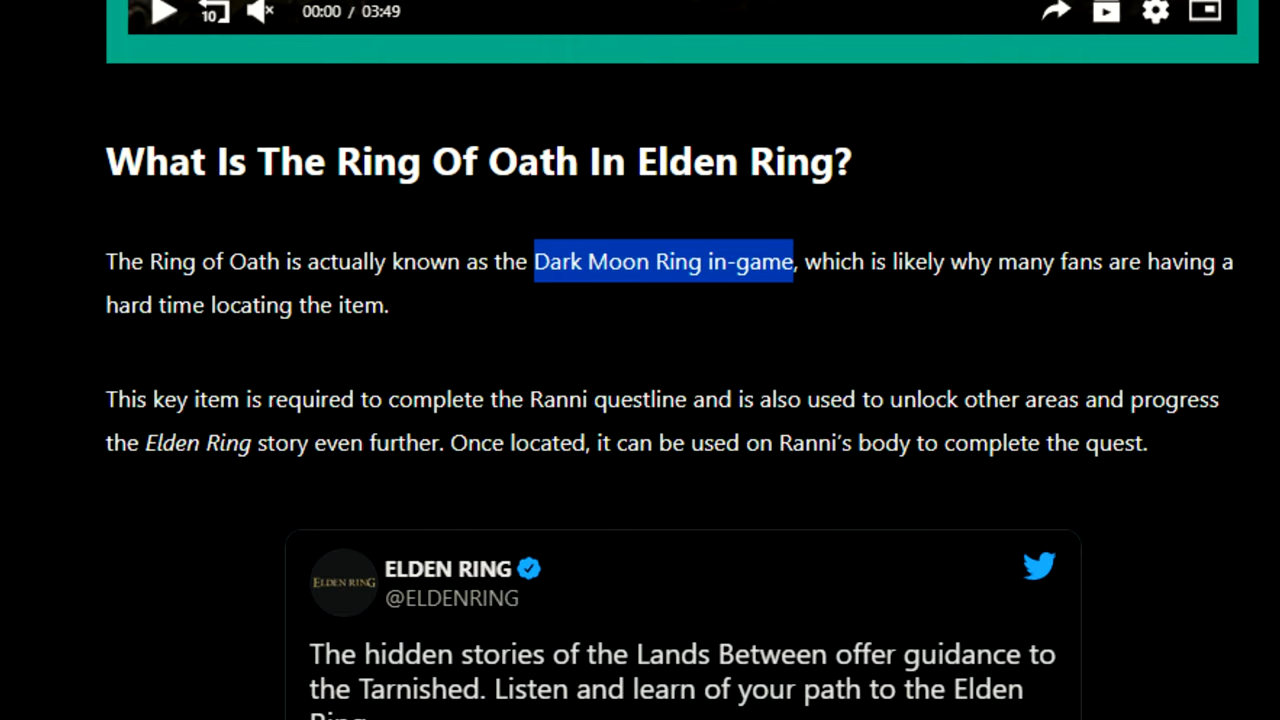 10 00:00 / 03:49
What Is The Ring Of Oath In Elden Ring?
The Ring of Oath is actually known as the Dark Moon Ring in-game, which is likely why many fans are having a
hard time locating the item.
This key item is required to complete the Ranni questline and is also used to unlock other areas and progress
the Elden Ring story even further. Once located, it can be used on Ranni’s body to complete the quest.
ELDEN RING
ELDEN RING
@ELDENRING
The hidden stories of the Lands Between offer guidance to
the Tarnished. Listen and learn of your path to the Elden
Ring